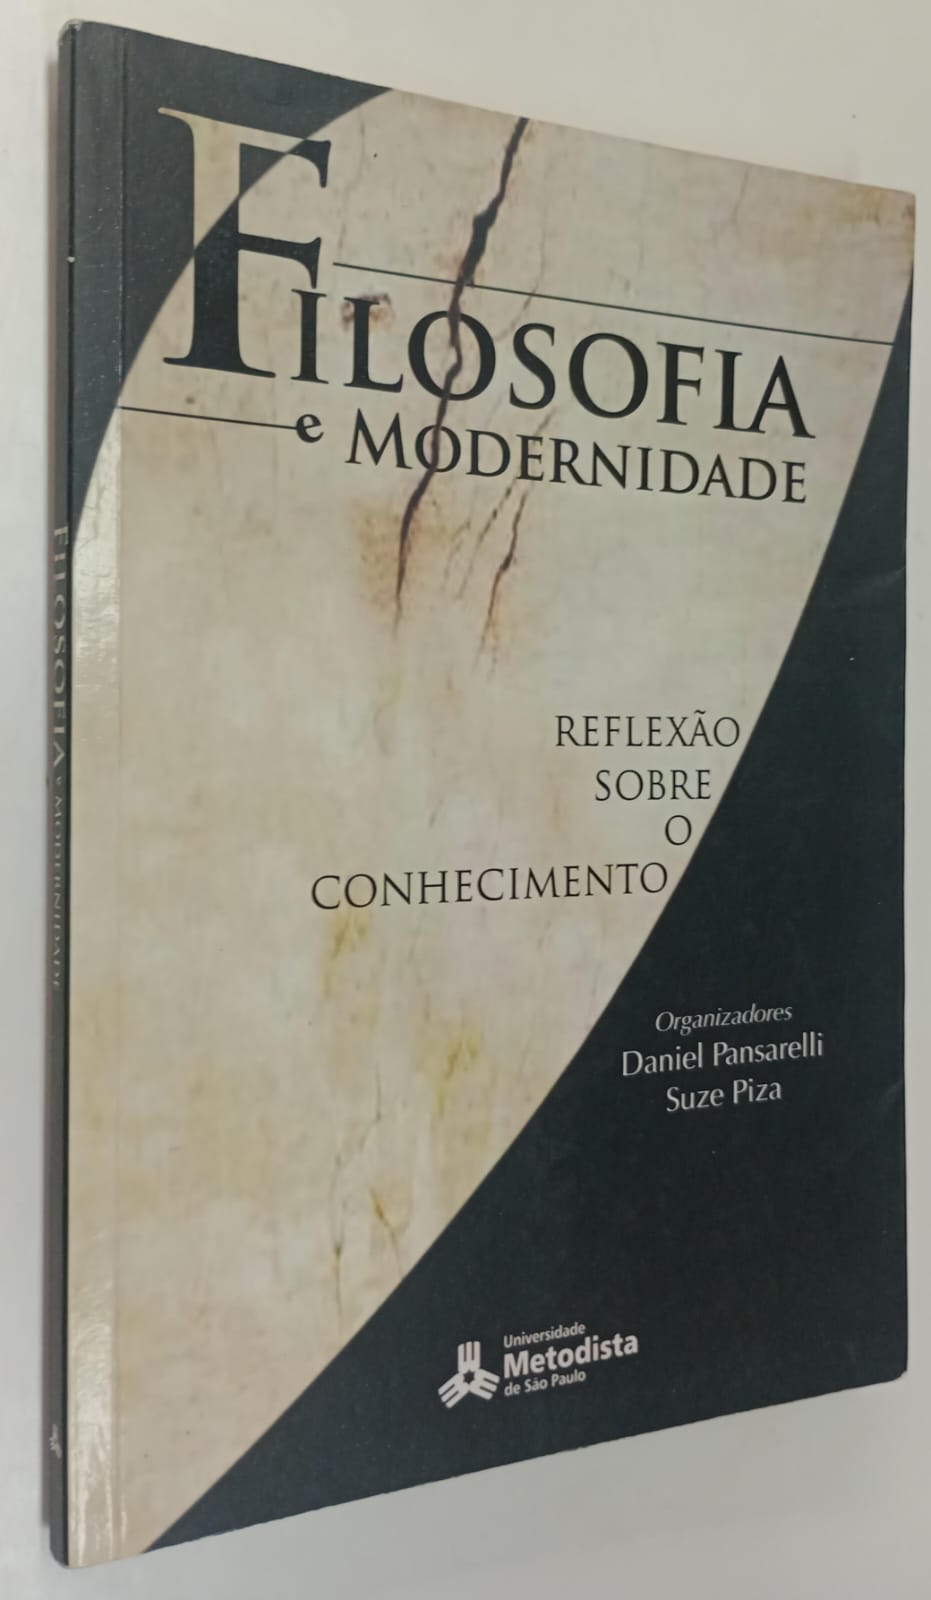 FILOSOFIA
e MODERNIDADE
REFLEXÃO
SOBRE
O
CONHECIMENTO
Organizadores
Daniel Pansarelli
Suze Piza
Universidade
Metodista
de São Paulo
FILOSOFIA E MODERNIDADE